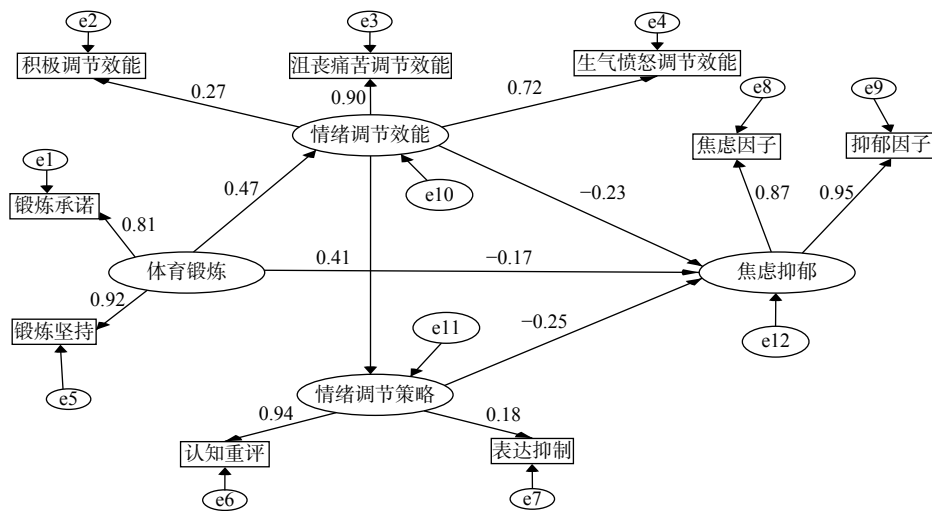 e2
e3
e4
积极调节效能
沮丧痛苦调节效能
生气愤怒调节效能
e8
e9
0.27
0.90
0.72
焦虑因子
抑郁因子
情绪调节效能
e1
e10
锻炼承诺
0.47
−0.23
0.87
0.95
0.81
体育锻炼
0.41
−0.17
焦虑抑郁
0.92
锻炼坚持
e11
−0.25
e12
e5
情绪调节策略
0.94
0.18
认知重评
表达抑制
e6
e7